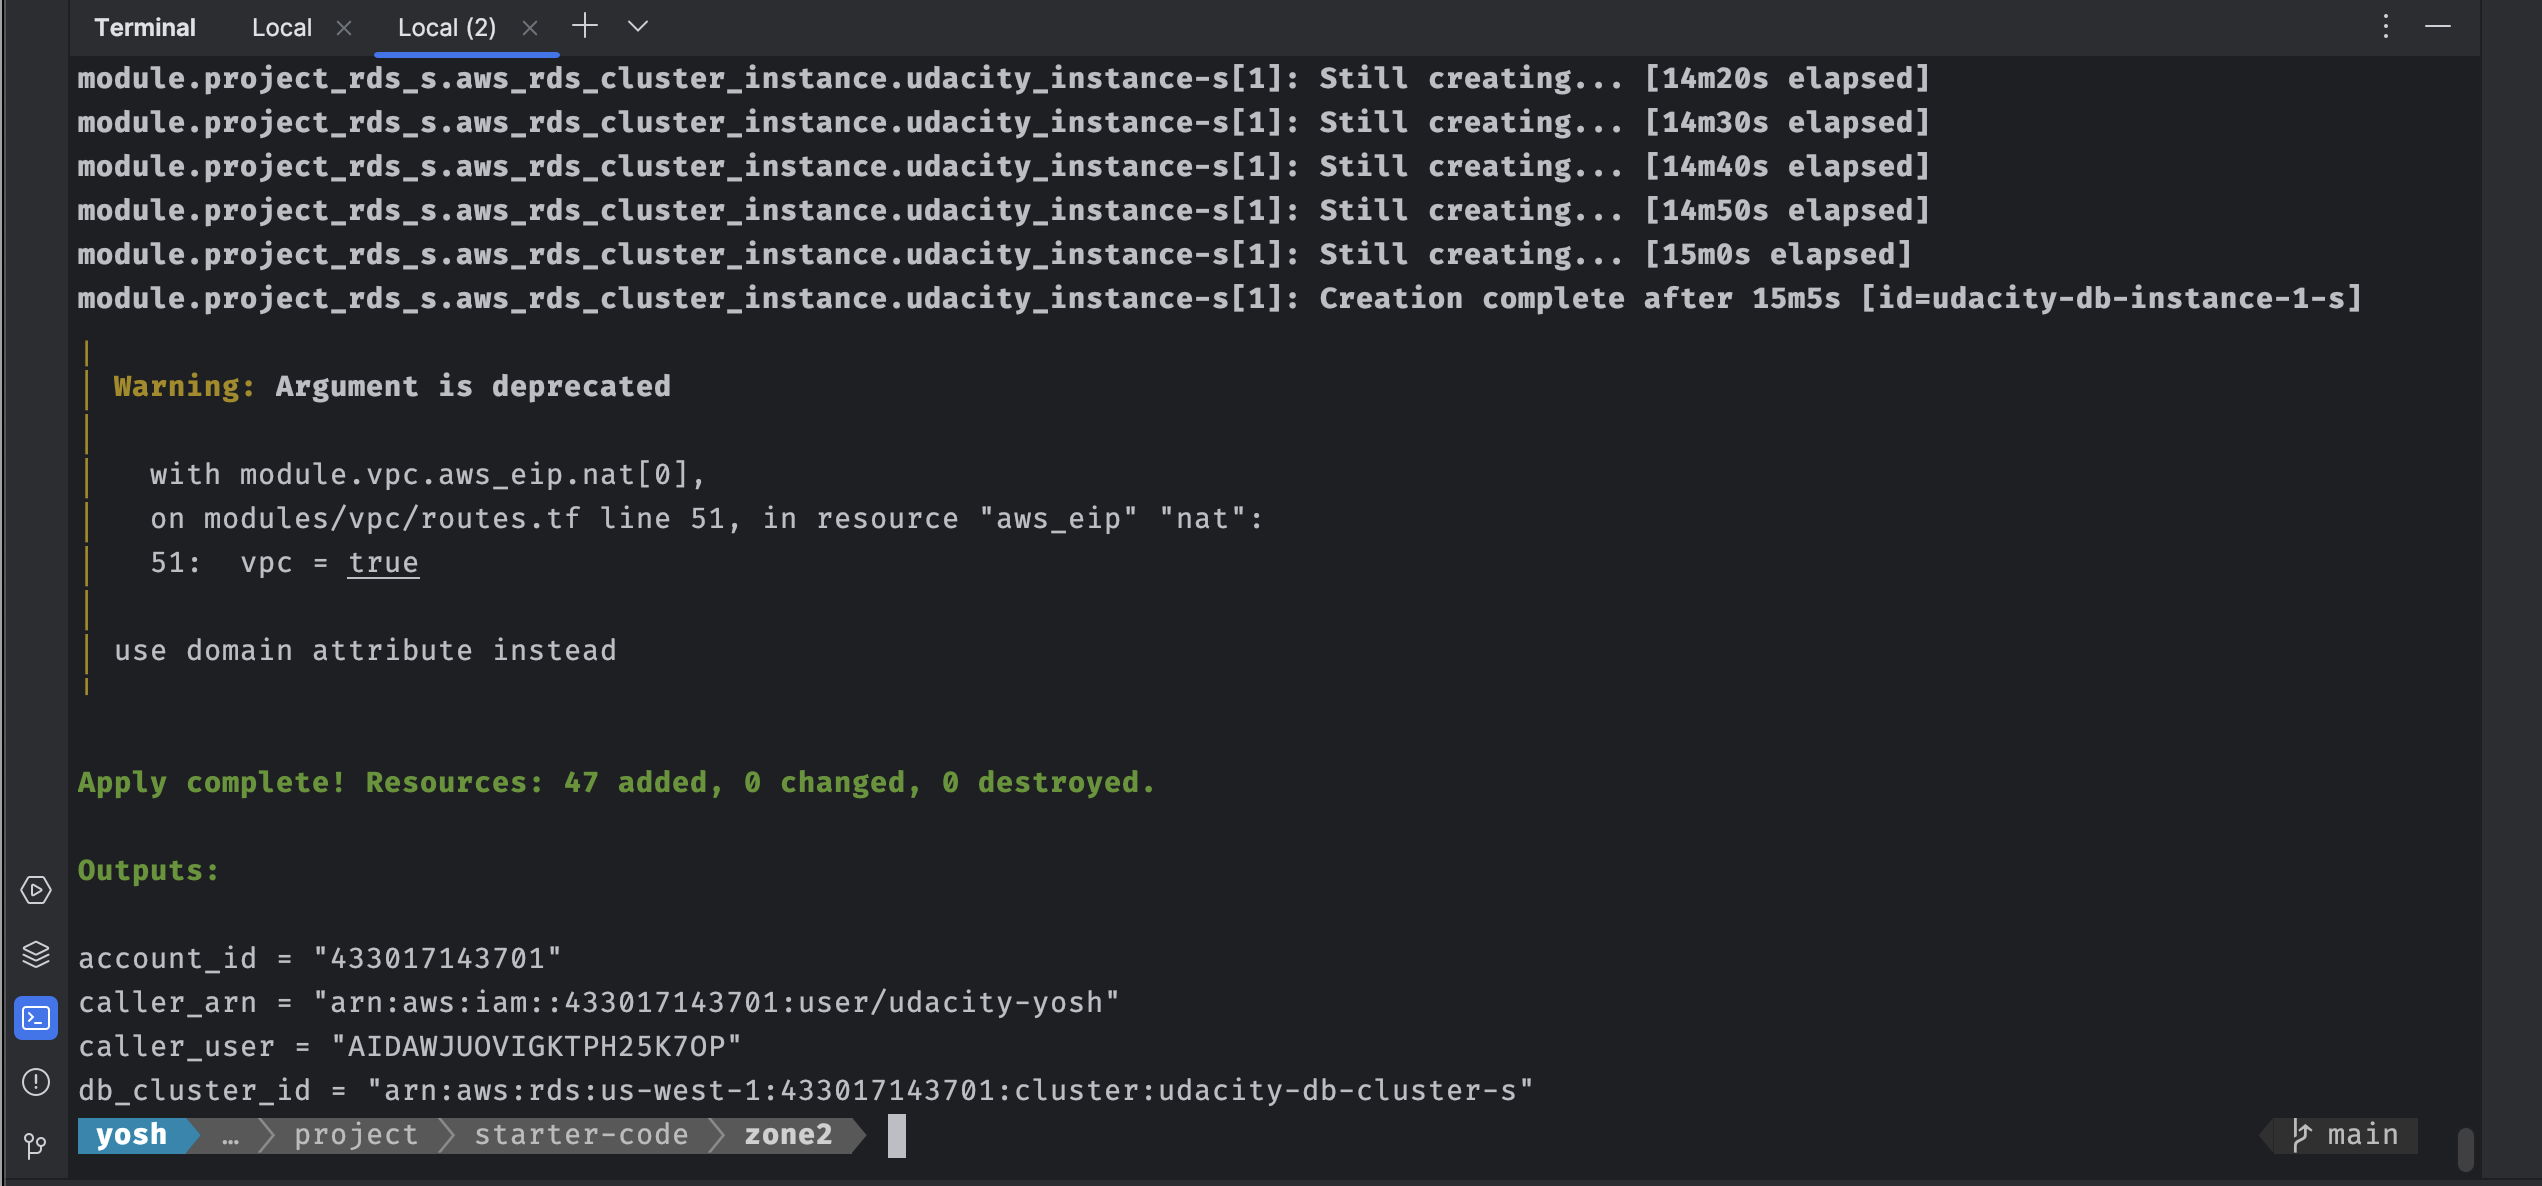 Terminal Local Local (2)
module.project_rds_s.aws_rds_cluster_instance.udacity_instance-s[1]: Still creating... [14m20s elapsed]
module.project_rds_s.aws_rds_cluster_instance.udacity_instance-s[1]: Still creating... [14m30s elapsed]
module.project_rds_s.aws_rds_cluster_instance.udacity_instance-s[1]: Still creating... [14m40s elapsed]
module.project_rds_s.aws_rds_cluster_instance.udacity_instance-s[1]: Still creating... [14m50s elapsed]
module.project_rds_s.aws_rds_cluster_instance.udacity_instance-s[1]: Still creating... [15m0s elapsed]
module.project_rds_s.aws_rds_cluster_instance.udacity_instance-s[1]: Creation complete after 15m5s [id=udacity-db-instance-1-s]
Warning: Argument is deprecated
with module.vpc.aws_eip.nat[0],
on modules/vpc/routes.tf line 51, in resource "aws_eip" "nat":
51: vpc = true
use domain attribute instead
Apply complete! Resources: 47 added, 0 changed, 0 destroyed.
Outputs:
account_id = "433017143701"
caller_arn = "arn:aws:iam::433017143701:user/udacity-yosh"
caller_user = "AIDAWJUOVIGKTPH25K7OP"
db_cluster_id = "arn:aws:rds:us-west-1:433017143701:cluster:udacity-db-cluster-s"
yosh … project starter-code zone2 main